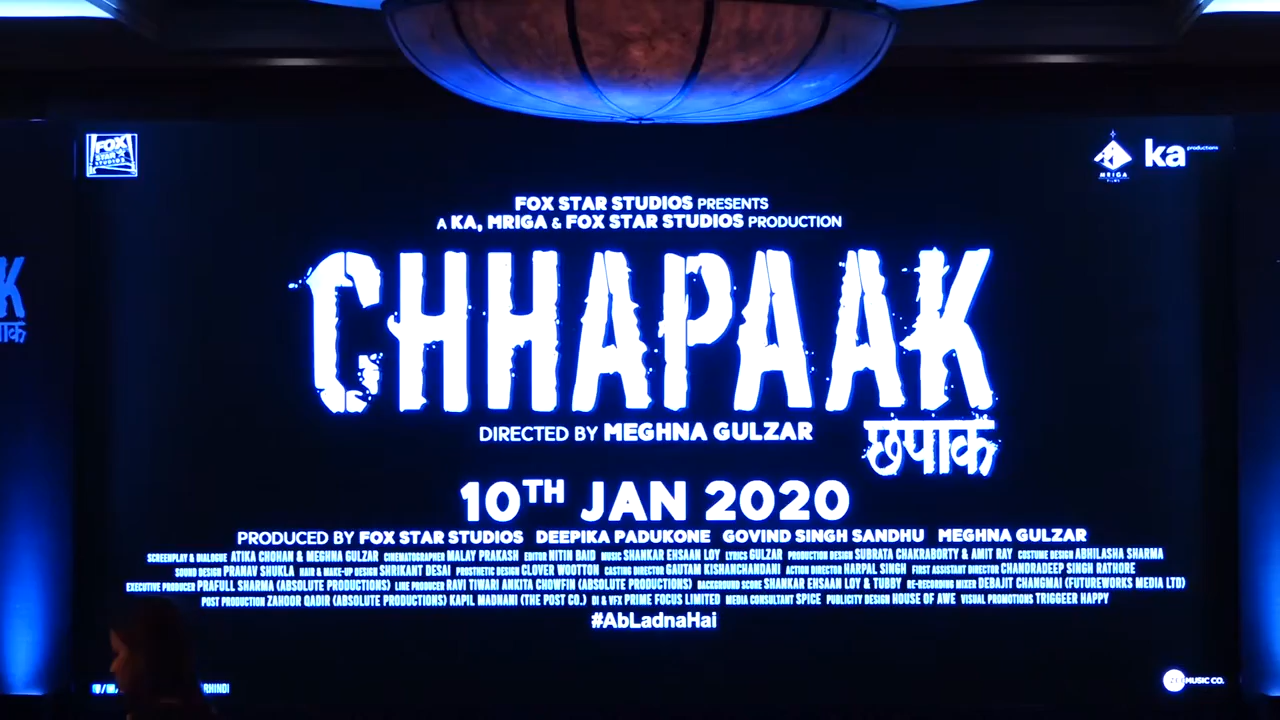 FOX STAR STUDIOS
MRIGA FILMS
ka productions
FOX STAR STUDIOS PRESENTS
A KA, MRIGA & FOX STAR STUDIOS PRODUCTION
CHHAPAAK
DIRECTED BY MEGHNA GULZAR
छपाक
10TH JAN 2020
PRODUCED BY FOX STAR STUDIOS DEEPIKA PADUKONE GOVIND SINGH SANDHU MEGHNA GULZAR
SCREENPLAY & DIALOGUE ATIKA CHOHAN & MEGHNA GULZAR CINEMATOGRAPHER MALAY PRAKASH EDITOR NITIN BAID MUSIC SHANKAR EHSAAN LOY LYRICS GULZAR PRODUCTION DESIGN SUBRATA CHAKRABORTY & AMIT RAY COSTUME DESIGN ABHILASHA SHARMA
SOUND DESIGN PRANAV SHUKLA HAIR & MAKE-UP DESIGN SHRIKANT DESAI PROSTHETIC DESIGN CLOVER WOOTTON CASTING DIRECTOR GAUTAM KISHANCHANDANI ACTION DIRECTOR HARPAL SINGH FIRST ASSISTANT DIRECTOR CHANDRADEEP SINGH RATHORE
EXECUTIVE PRODUCER PRAFULL SHARMA (ABSOLUTE PRODUCTIONS) LINE PRODUCER RAVI TIWARI ANKITA CHOWFIN (ABSOLUTE PRODUCTIONS) BACKGROUND SCORE SHANKAR EHSAAN LOY & TUBBY RE-RECORDING MIXER DEBAJIT CHANGMAI (FUTUREWORKS MEDIA LTD)
POST PRODUCTION ZAHOOR QADIR (ABSOLUTE PRODUCTIONS) KAPIL MADNANI (THE POST CO.) DI & VFX PRIME FOCUS LIMITED MEDIA CONSULTANT SPICE PUBLICITY DESIGN HOUSE OF AWE VISUAL PROMOTIONS TRIGGEER HAPPY
#AbLadnaHai
MUSIC CO.